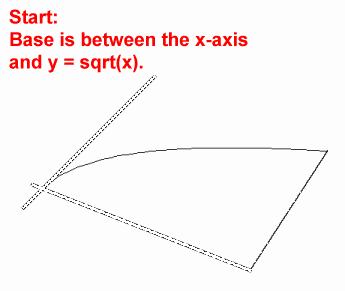 Start:
Base is between the x-axis
and y = sqrt(x).